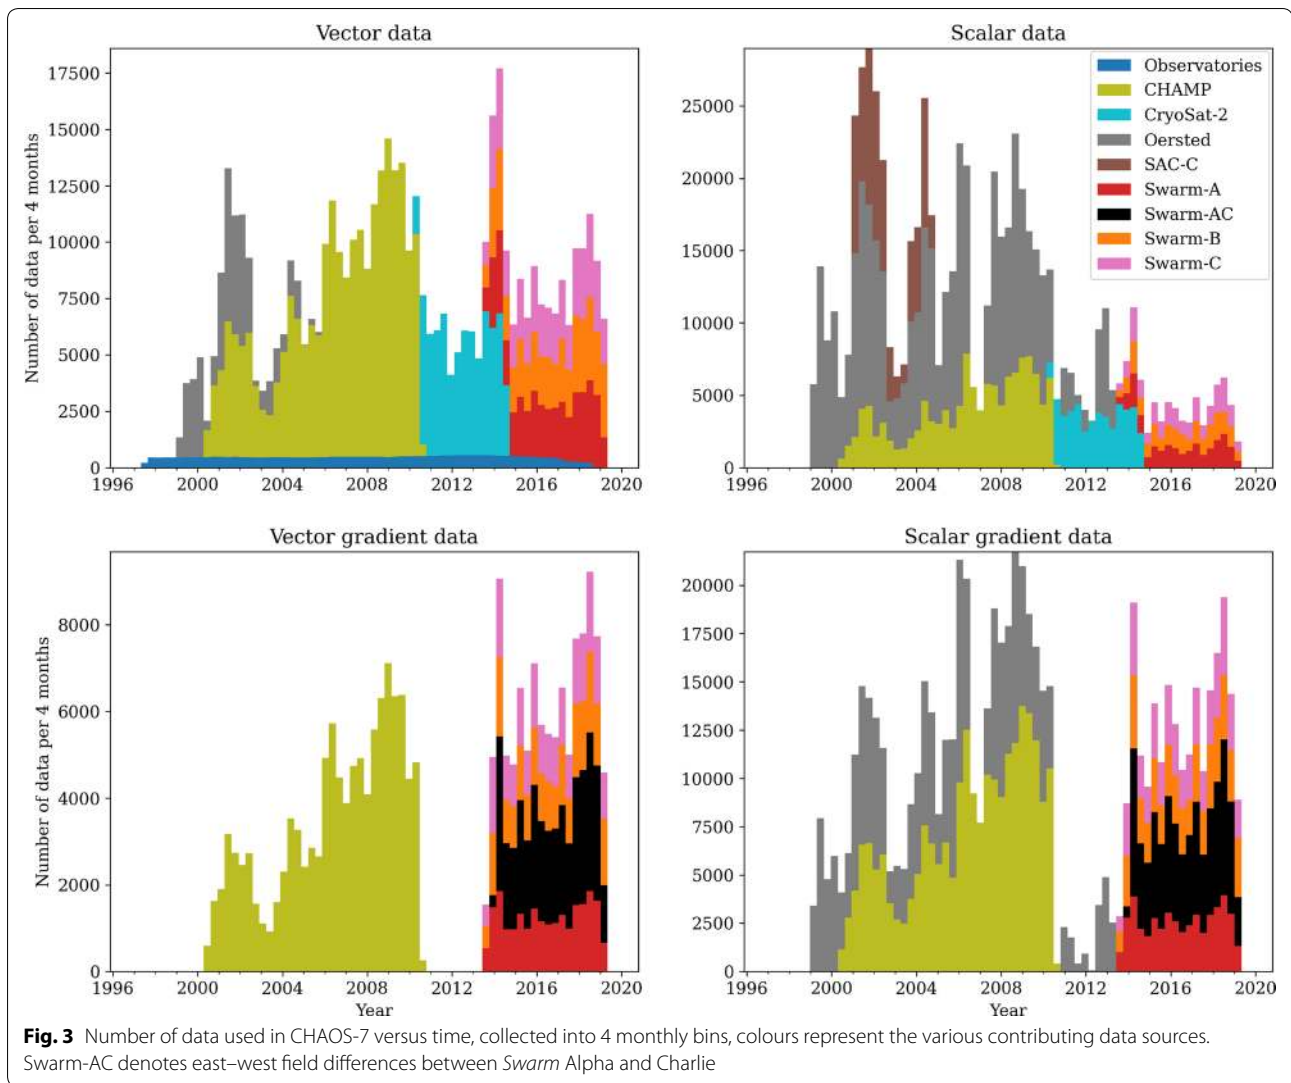 Vector data
Number of data per 4 months
17500
15000
12500
10000
7500
5000
2500
0
1996 2000 2004 2008 2012 2016 2020
Scalar data
25000
20000
15000
10000
5000
0
1996 2000 2004 2008 2012 2016 2020
Observatories
CHAMP
CryoSat-2
Oersted
SAC-C
Swarm-A
Swarm-AC
Swarm-B
Swarm-C
Vector gradient data
Number of data per 4 months
8000
6000
4000
2000
0
1996 2000 2004 2008 2012 2016 2020
Year
Scalar gradient data
20000
17500
15000
12500
10000
7500
5000
2500
0
1996 2000 2004 2008 2012 2016 2020
Year
Fig. 3 Number of data used in CHAOS-7 versus time, collected into 4 monthly bins, colours represent the various contributing data sources.
Swarm-AC denotes east–west field differences between Swarm Alpha and Charlie